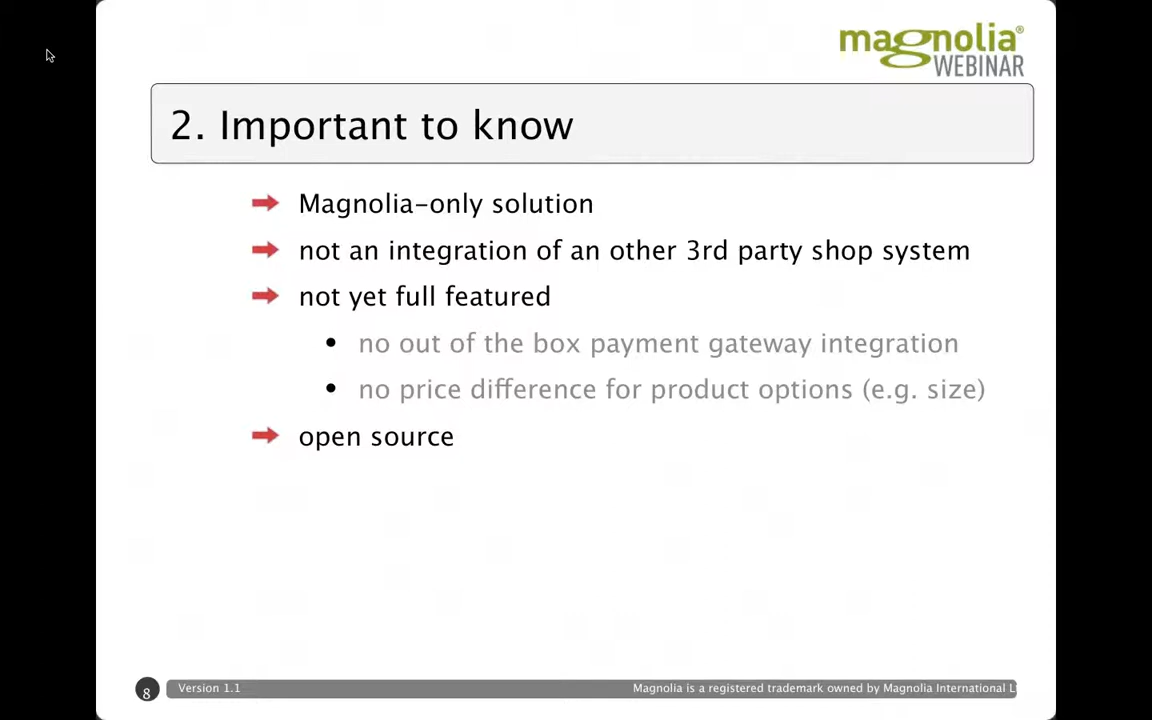 magnolia®
WEBINAR
2. Important to know
Magnolia-only solution
not an integration of an other 3rd party shop system
not yet full featured
no out of the box payment gateway integration
no price difference for product options (e.g. size)
open source
8
Version 1.1
Magnolia is a registered trademark owned by Magnolia International